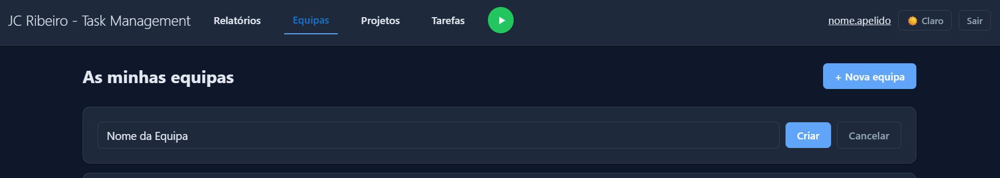 JC Ribeiro - Task Management Relatórios Equipas Projetos Tarefas nome.apelido Claro Sair
As minhas equipas + Nova equipa
Nome da Equipa Criar Cancelar